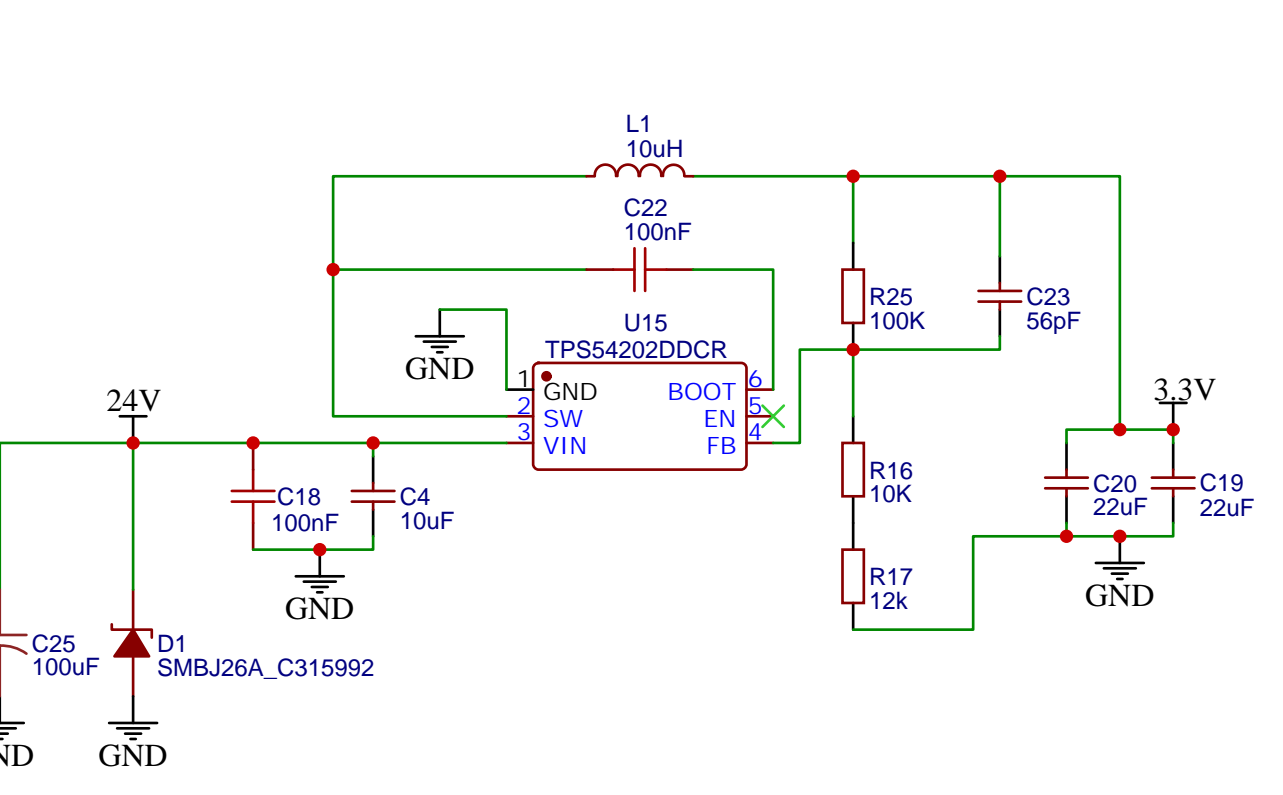 L1
10uH
C22
100nF
R25
100K
C23
56pF
U15
TPS54202DDCR
GND
1
GND
BOOT
6
2
SW
EN
5
3
VIN
FB
4
24V
3.3V
C18
100nF
C4
10uF
R16
10K
C20
22uF
C19
22uF
GND
R17
12k
GND
C25
100uF
D1
SMBJ26A_C315992
ND
GND